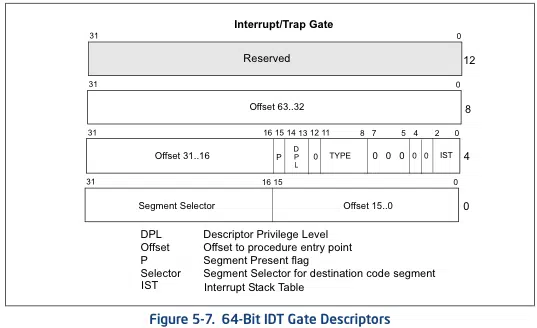 Interrupt/Trap Gate
31 0
Reserved 12
31 0
Offset 63..32 8
31 16 15 14 13 12 11 8 7 5 4 2 0
Offset 31..16 P DPL 0 TYPE 0 0 0 0 0 IST 4
31 16 15 0
Segment Selector Offset 15..0 0
DPL Descriptor Privilege Level
Offset Offset to procedure entry point
P Segment Present flag
Selector Segment Selector for destination code segment
IST Interrupt Stack Table
Figure 5-7. 64-Bit IDT Gate Descriptors